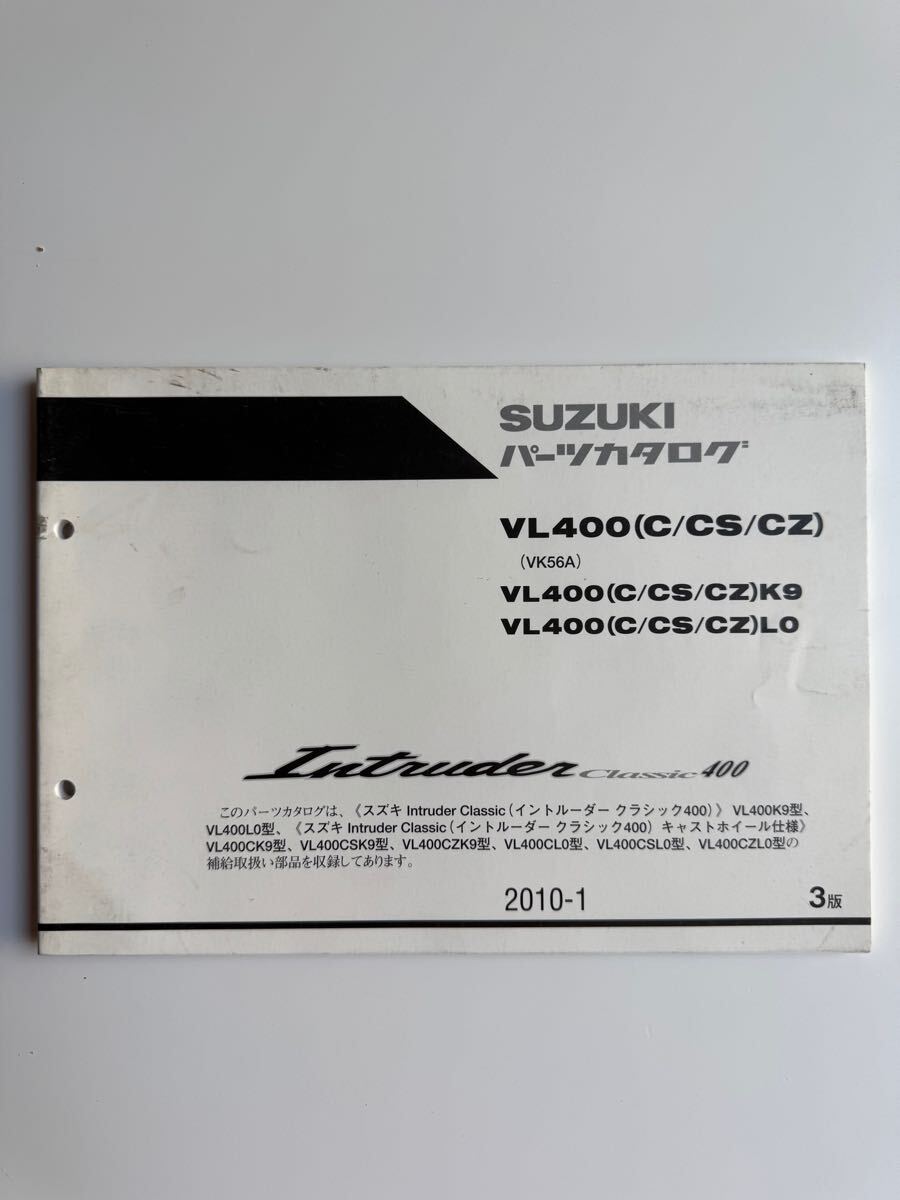 SUZUKI
パーツカタログ
VL400(C/CS/CZ)
(VK56A)
VL400(C/CS/CZ)K9
VL400(C/CS/CZ)L0
Intruder Classic 400
このパーツカタログは、《スズキ Intruder Classic(イントルーダー クラシック400)》 VL400K9型、
VL400L0型、《スズキ Intruder Classic(イントルーダー クラシック400) キャストホイール仕様》
VL400CK9型、VL400CSK9型、VL400CZK9型、VL400CL0型、VL400CSL0型、VL400CZL0型の
補給取扱い部品を収録してあります。
2010-1
3版